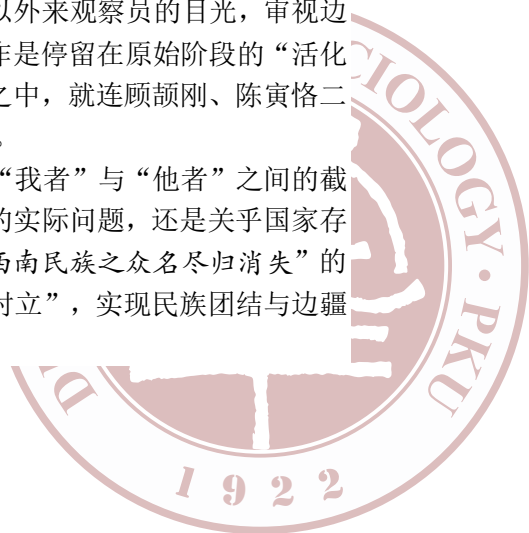 以外来观察员的目光，审视边
作是停留在原始阶段的“活化
之中，就连顾颉刚、陈寅恪二
。
“我者”与“他者”之间的截
的实际问题，还是关乎国家存
西南民族之众名尽归消失”的
对立”，实现民族团结与边疆
CIOLOGY · PKU
1922